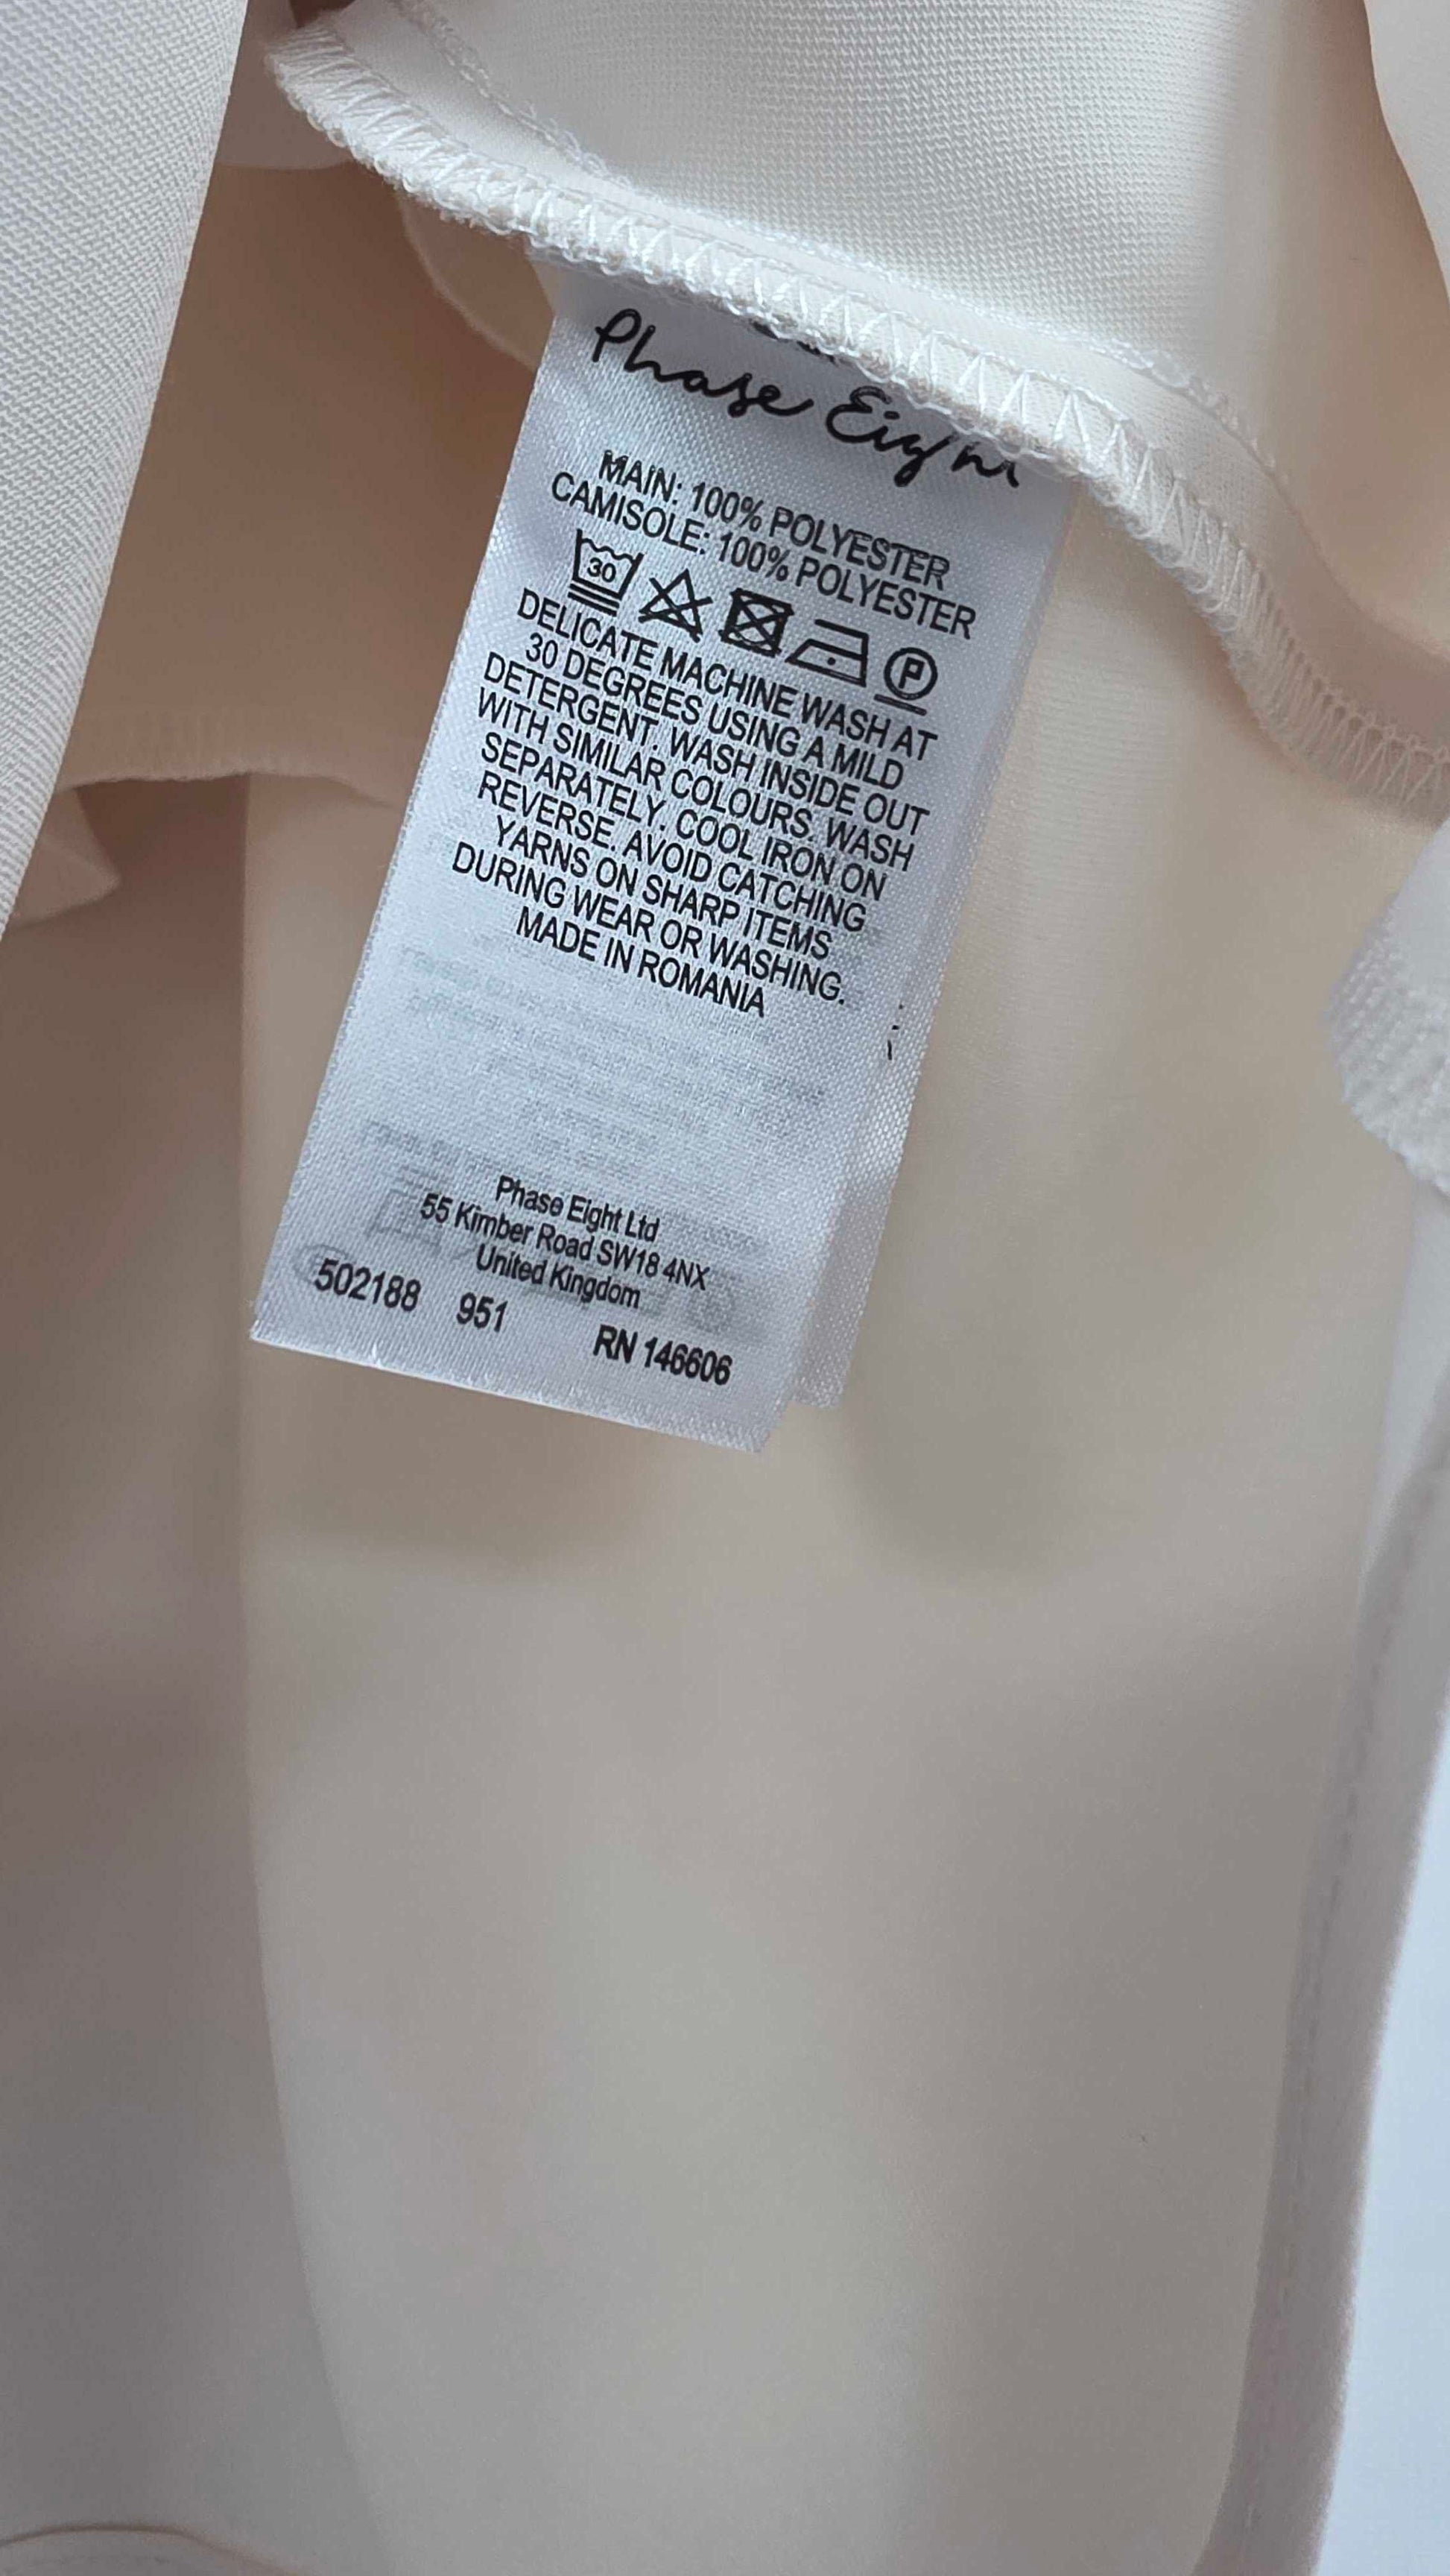 Phase Eight
MAIN: 100% POLYESTER
CAMISOLE: 100% POLYESTER
30
P
DELICATE MACHINE WASH AT
30 DEGREES USING A MILD
DETERGENT. WASH INSIDE OUT
WITH SIMILAR COLOURS. WASH
SEPARATELY. COOL IRON ON
REVERSE. AVOID CATCHING
YARNS ON SHARP ITEMS
DURING WEAR OR WASHING.
MADE IN ROMANIA
Phase Eight Ltd
55 Kimber Road SW18 4NX
United Kingdom
502188 951 RN 146606